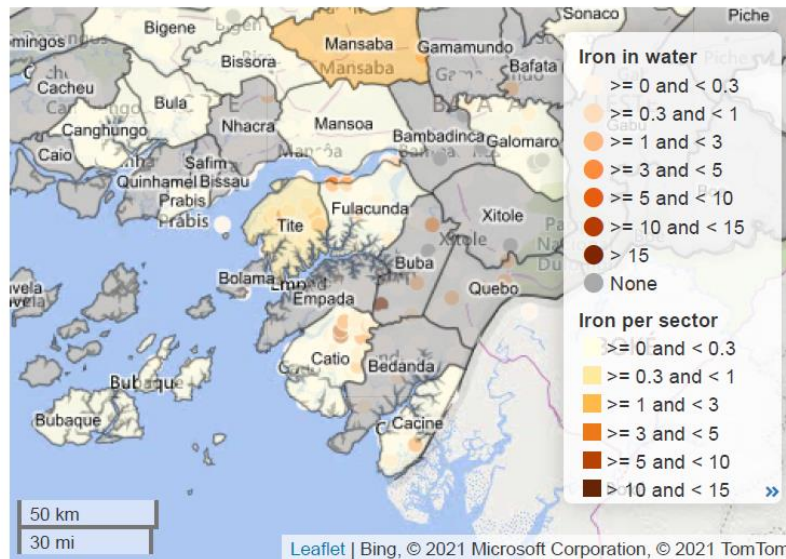 Sonaco
Piche
Bigene
Mansaba
Gamamundo
Bissora
Mansaba
Bafata
Cacheu
Bula
Canghungo
Nhacra
Mansoa
Bambadinca
Galomaro
Caio
Safim
Quinhamel
Bissau
Prabis
Prábis
Tite
Fulacunda
Xitole
Xitole
Buba
Bolama
Empada
Quebo
Catio
Bedanda
Bubaque
Bubaque
Cacine
Iron in water
>= 0 and < 0.3
>= 0.3 and < 1
>= 1 and < 3
>= 3 and < 5
>= 5 and < 10
>= 10 and < 15
> 15
None
Iron per sector
>= 0 and < 0.3
>= 0.3 and < 1
>= 1 and < 3
>= 3 and < 5
>= 5 and < 10
> 10 and < 15
»
50 km
30 mi
Leaflet | Bing, © 2021 Microsoft Corporation, © 2021 TomTom